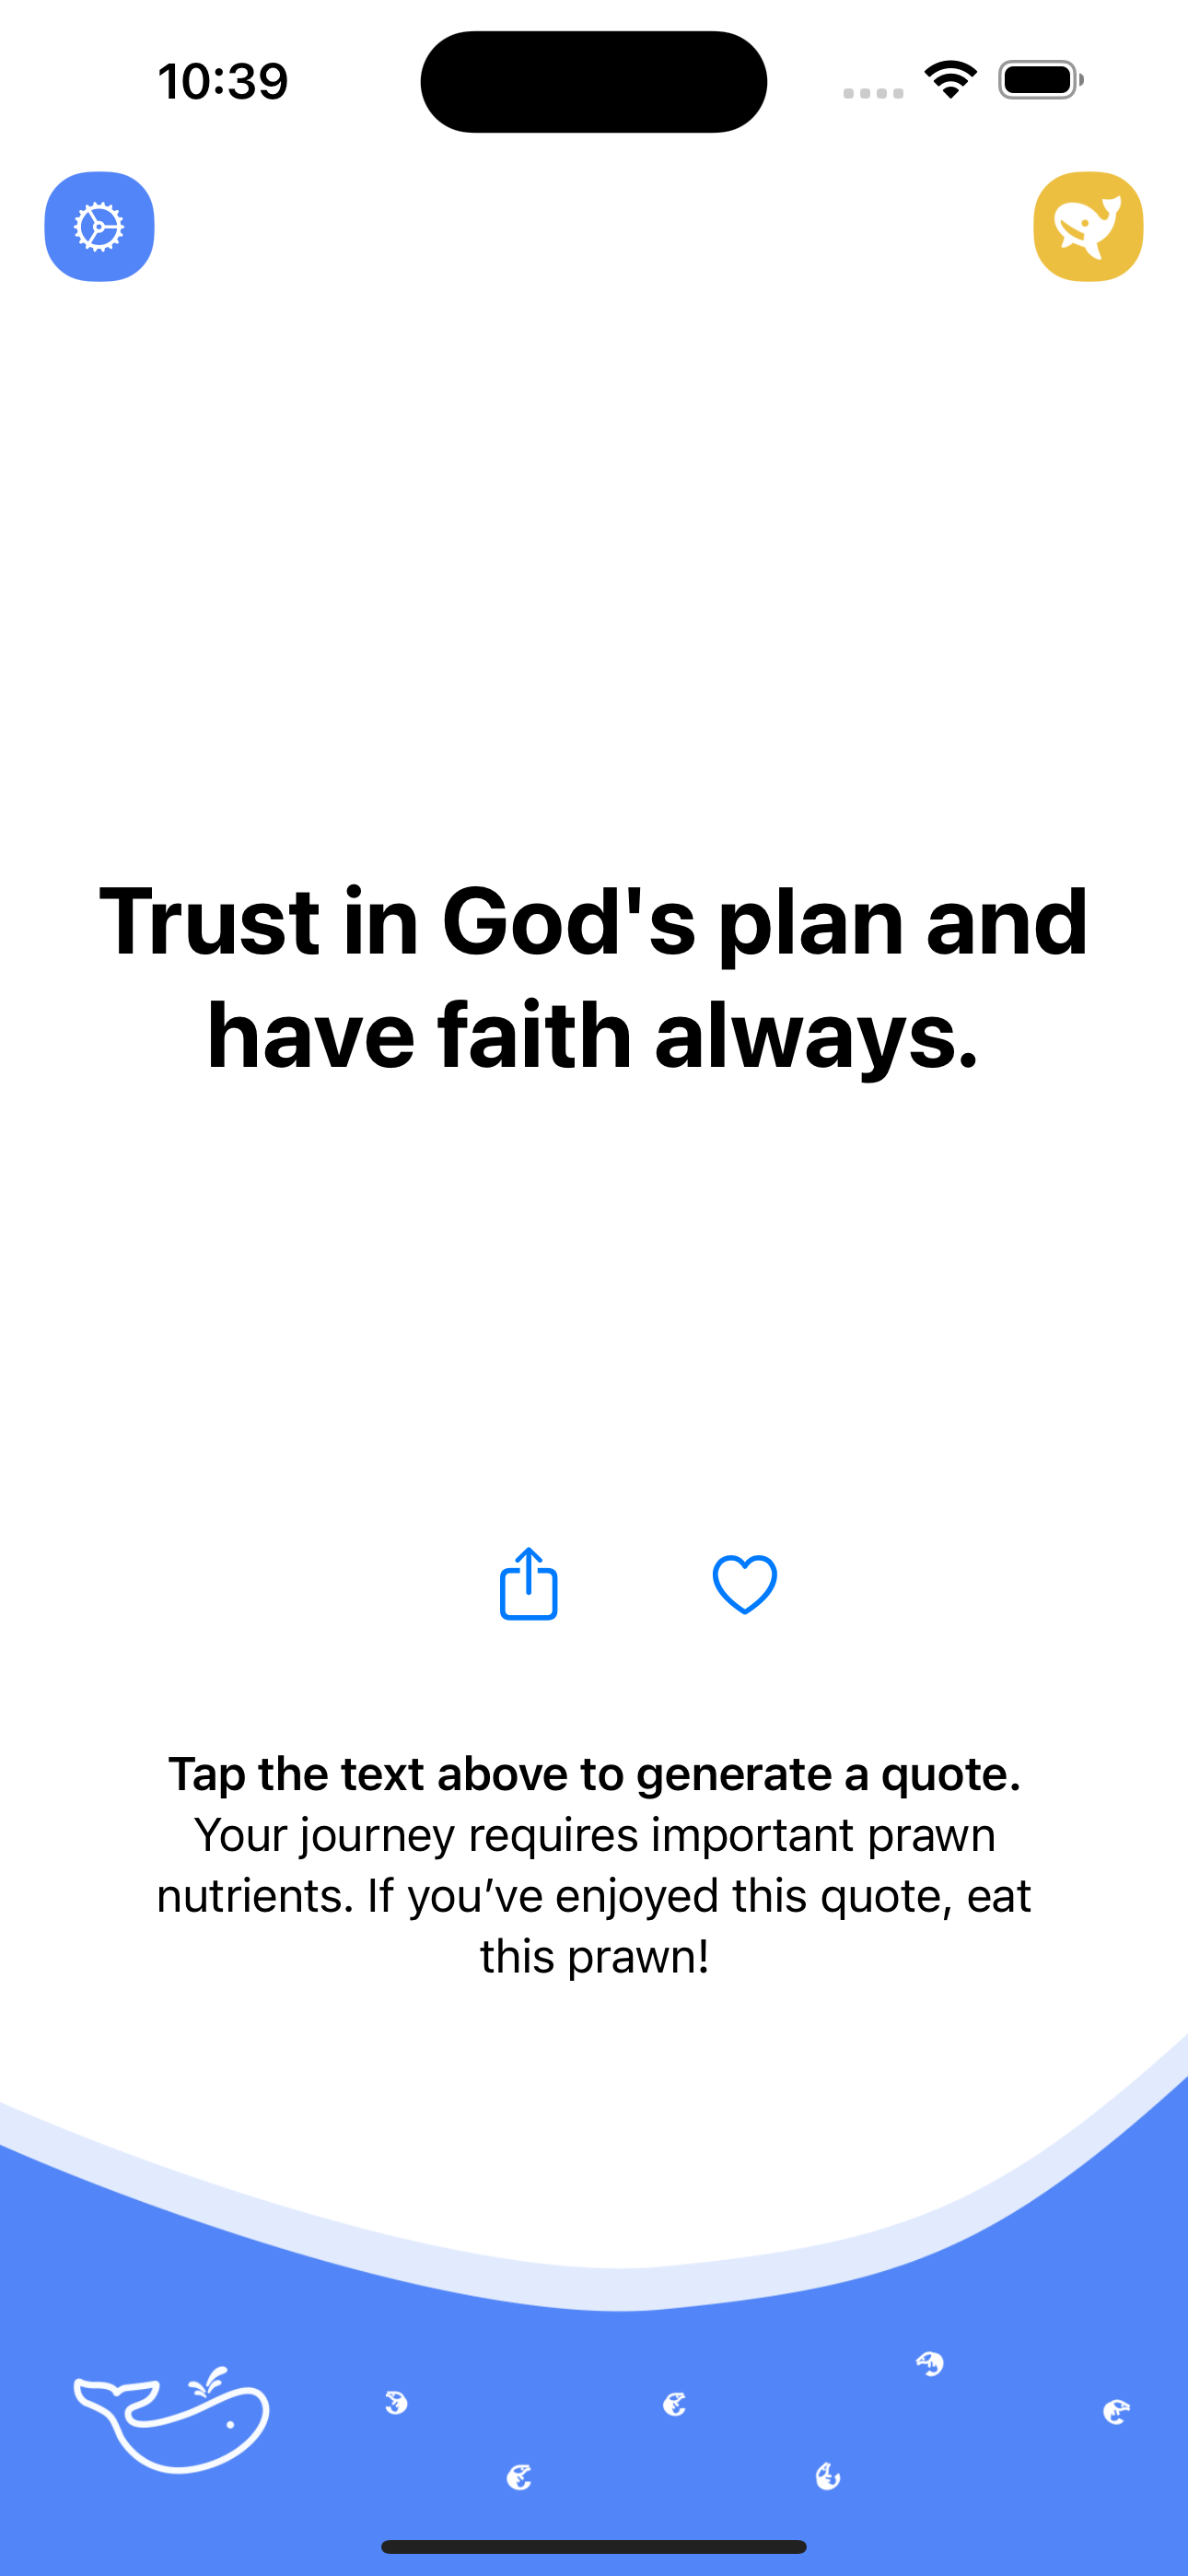 10:39
Trust in God's plan and
have faith always.
Tap the text above to generate a quote.
Your journey requires important prawn
nutrients. If you’ve enjoyed this quote, eat
this prawn!